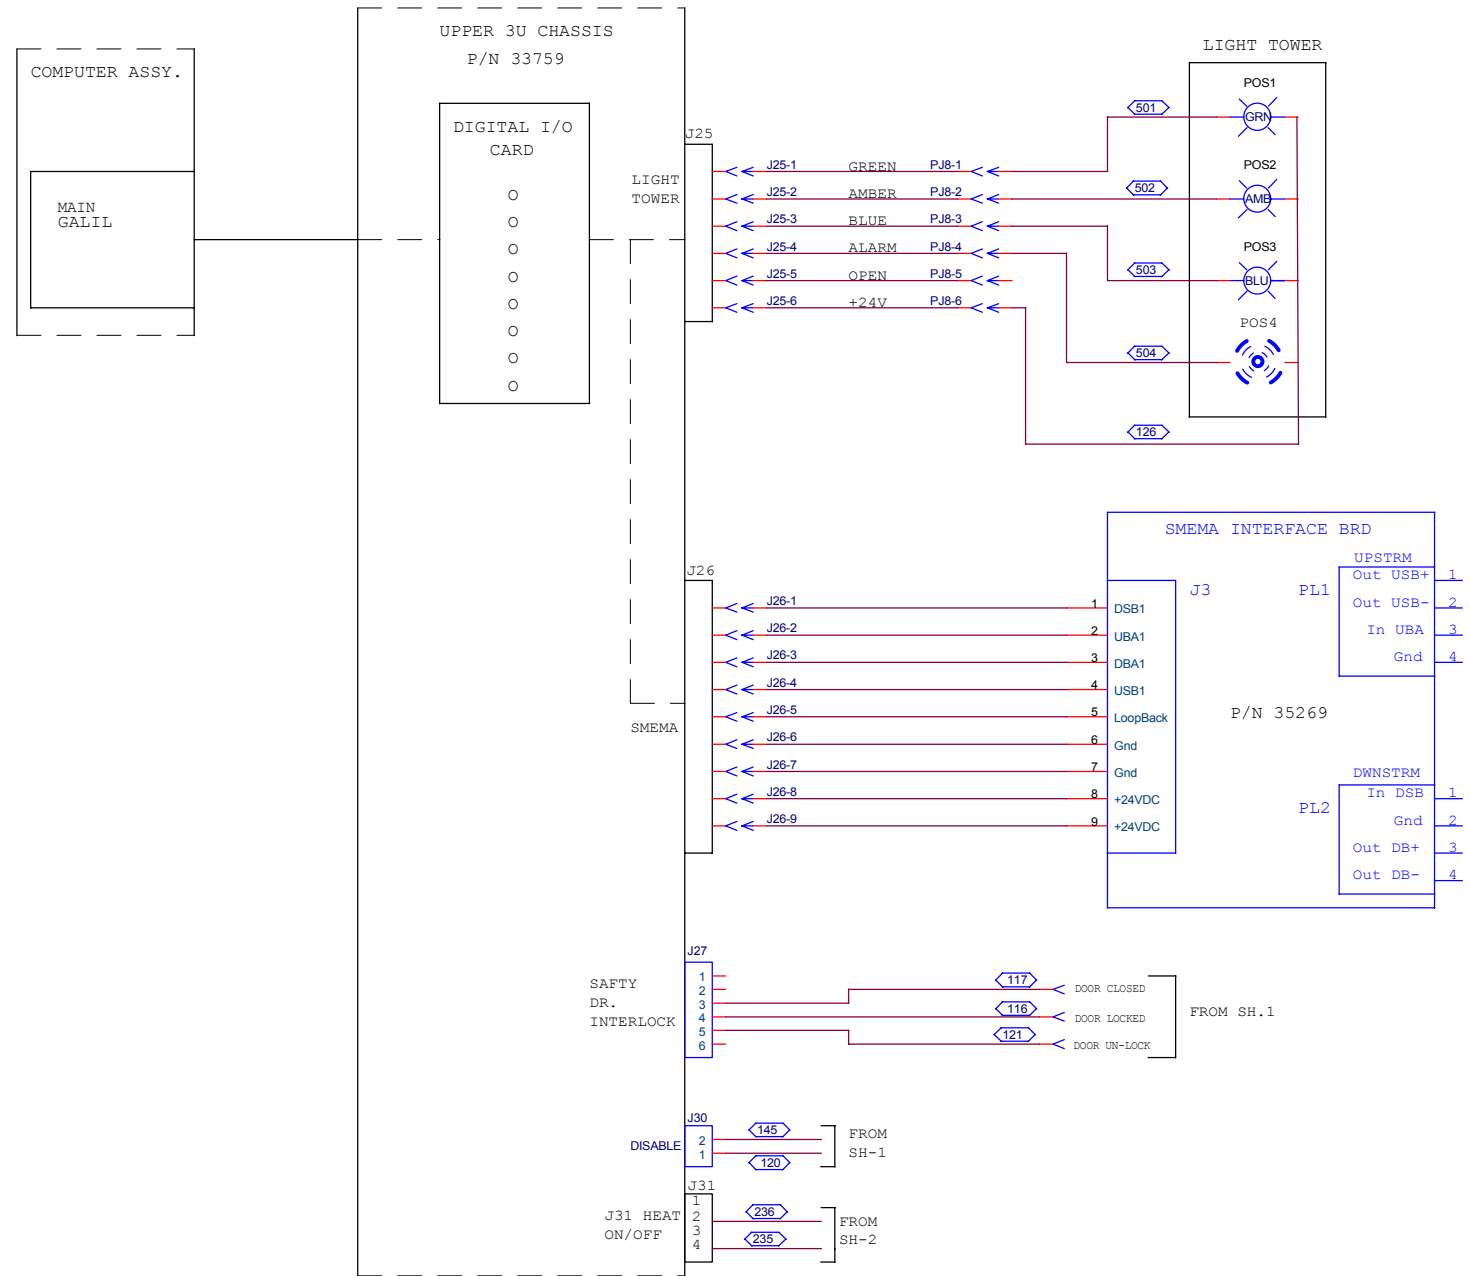 UPPER 3U CHASSIS
P/N 33759
COMPUTER ASSY.
MAIN
GALIL
DIGITAL I/O
CARD
O
O
O
O
O
O
O
O
LIGHT
TOWER
J25
J25-1 GREEN PJ8-1
J25-2 AMBER PJ8-2
J25-3 BLUE PJ8-3
J25-4 ALARM PJ8-4
J25-5 OPEN PJ8-5
J25-6 +24V PJ8-6
501
502
503
504
126
LIGHT TOWER
POS1
GRN
POS2
AMB
POS3
BLU
POS4
J26
SMEMA
J26-1 1 DSB1
J26-2 2 UBA1
J26-3 3 DBA1
J26-4 4 USB1
J26-5 5 LoopBack
J26-6 6 Gnd
J26-7 7 Gnd
J26-8 8 +24VDC
J26-9 9 +24VDC
SMEMA INTERFACE BRD
J3
P/N 35269
UPSTRM
PL1
Out USB+ 1
Out USB- 2
In UBA 3
Gnd 4
DWNSTRM
PL2
In DSB 1
Gnd 2
Out DB+ 3
Out DB- 4
J27
SAFTY
DR.
INTERLOCK
1
2
3
4
5
6
117 DOOR CLOSED
116 DOOR LOCKED
121 DOOR UN-LOCK
FROM SH.1
J30
DISABLE
2
1
145
120
FROM
SH-1
J31
J31 HEAT
ON/OFF
1
2
3
4
236
235
FROM
SH-2